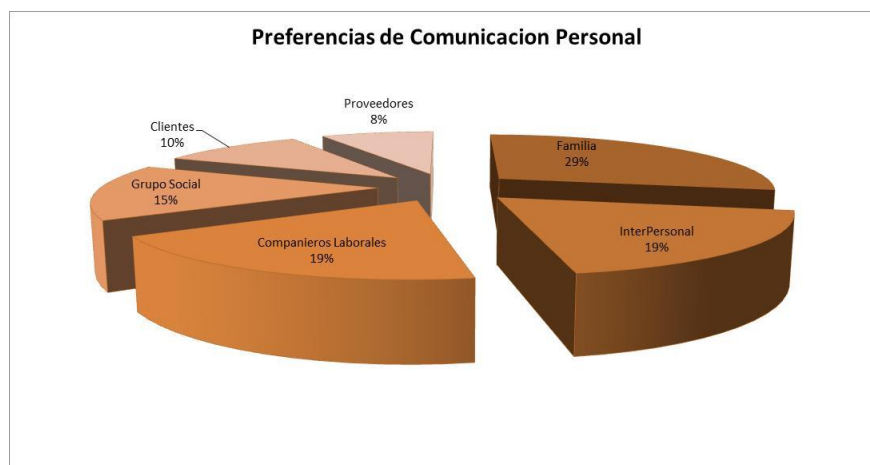 Preferencias de Comunicacion Personal
Proveedores
8%
Clientes
10%
Familia
29%
Grupo Social
15%
InterPersonal
19%
Companieros Laborales
19%